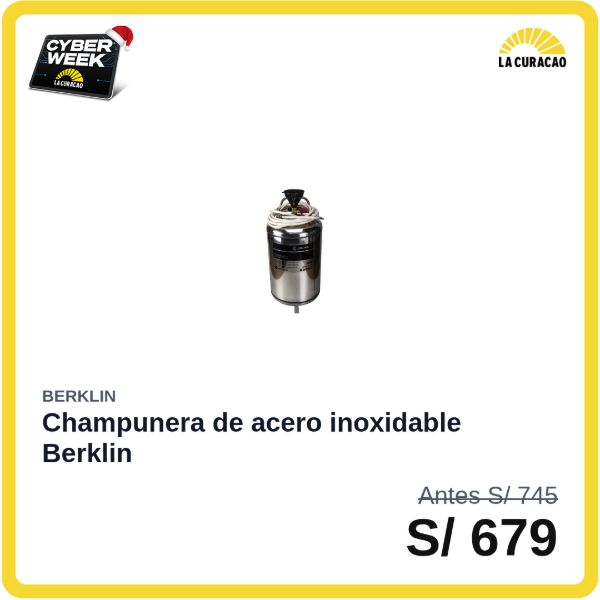 CYBER
WEEK
LA CURACAO
LA CURACAO
BERKLIN
Champunera de acero inoxidable
Berklin
Antes S/ 745
S/ 679